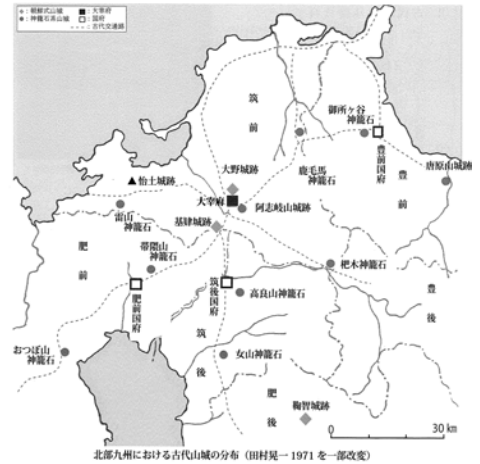 ◆：朝鮮式山城
■：大宰府
●：神籠石系山城
□：国府
----：古代交通路
筑
前
御所ヶ谷
神籠石
豊前国府
鹿毛馬
神籠石
唐原山城跡
豊
前
大野城跡
大宰府
阿志岐山城跡
▲怡土城跡
雷山
神籠石
基肄城跡
肥
前
帯隈山
神籠石
杷木神籠石
肥前国府
筑後国府
高良山神籠石
豊
後
筑
後
おつぼ山
神籠石
女山神籠石
肥
後
鞠智城跡
0
30 km
北部九州における古代山城の分布（田村晃一 1971 を一部改変）